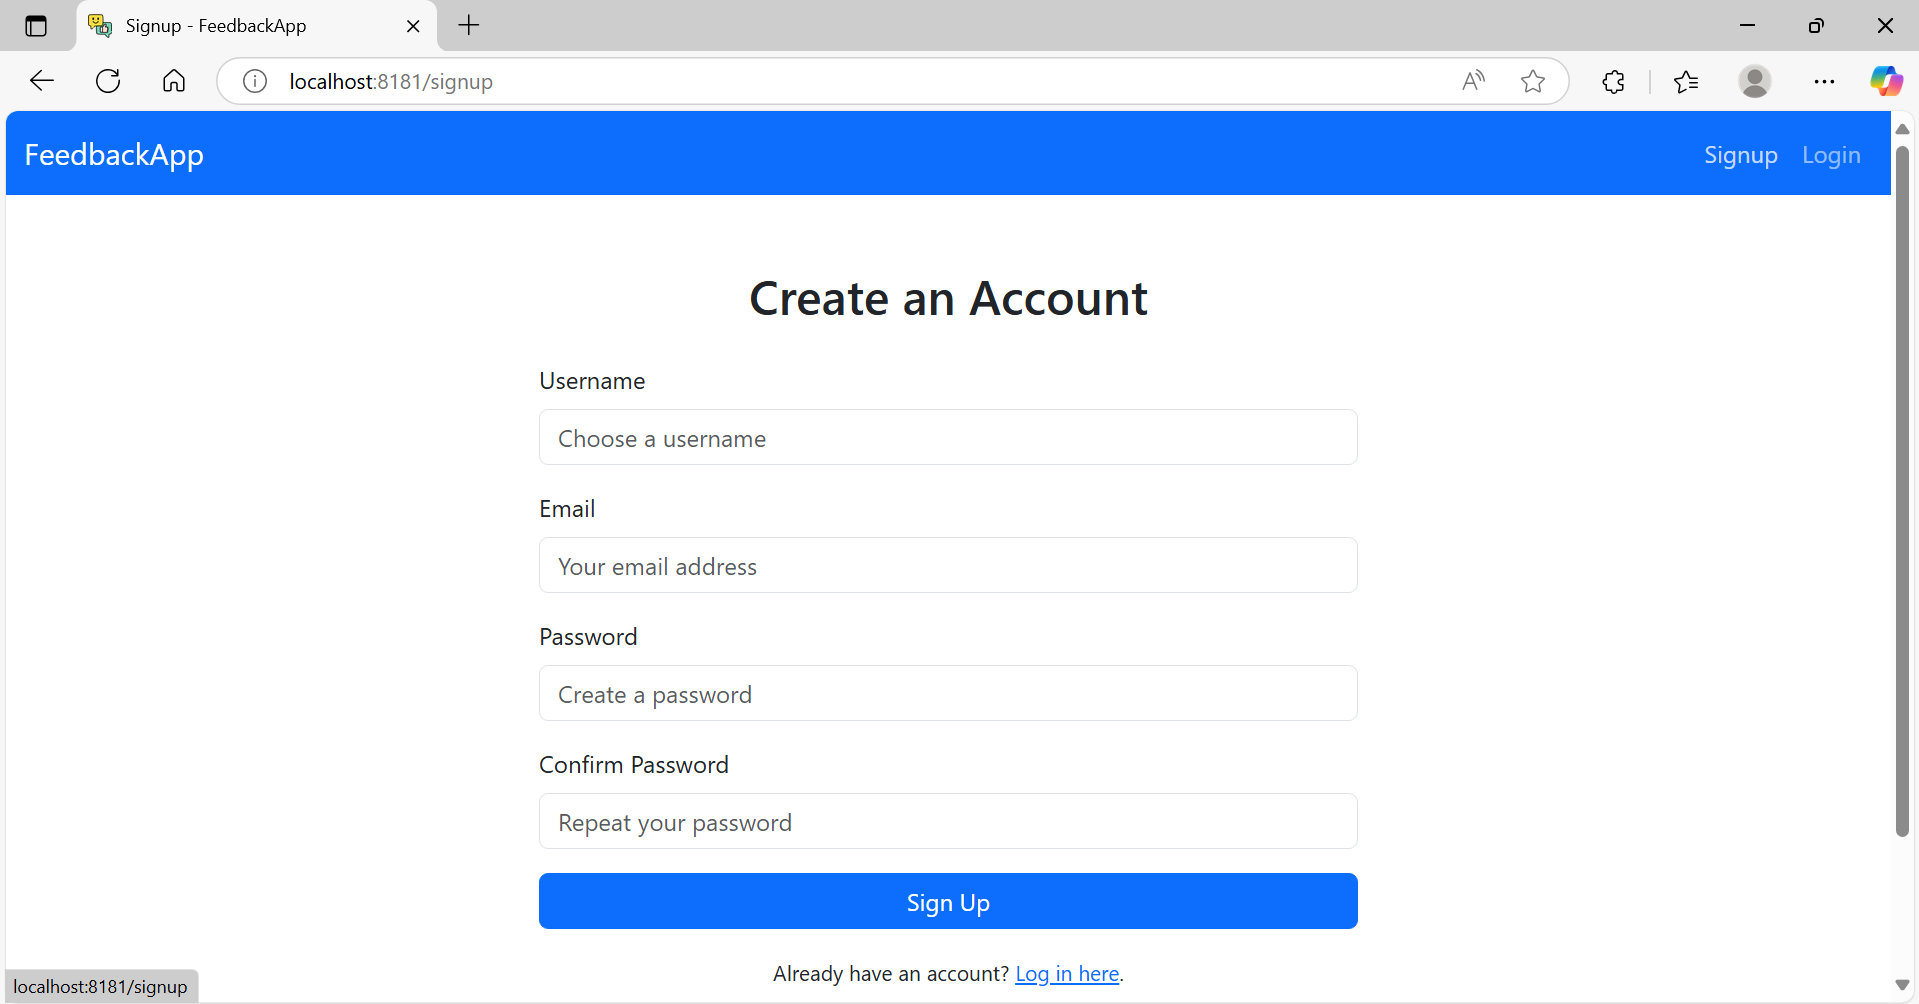 Signup - FeedbackApp
localhost:8181/signup
FeedbackApp
Signup Login
Create an Account
Username
Choose a username
Email
Your email address
Password
Create a password
Confirm Password
Repeat your password
Sign Up
Already have an account? Log in here.
localhost:8181/signup